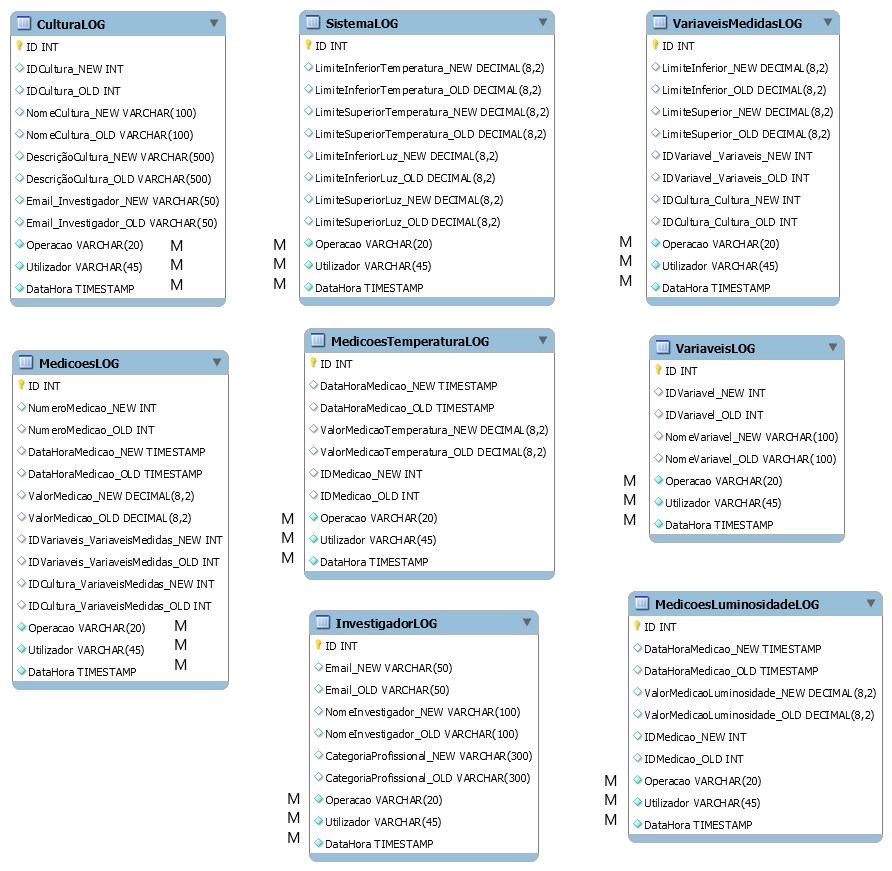 CulturaLOG
ID INT
IDCultura_NEW INT
IDCultura_OLD INT
NomeCultura_NEW VARCHAR(100)
NomeCultura_OLD VARCHAR(100)
DescriçãoCultura_NEW VARCHAR(500)
DescriçãoCultura_OLD VARCHAR(500)
Email_Investigador_NEW VARCHAR(50)
Email_Investigador_OLD VARCHAR(50)
Operacao VARCHAR(20) M
Utilizador VARCHAR(45) M
DataHora TIMESTAMP M
SistemaLOG
ID INT
LimiteInferiorTemperatura_NEW DECIMAL(8,2)
LimiteInferiorTemperatura_OLD DECIMAL(8,2)
LimiteSuperiorTemperatura_NEW DECIMAL(8,2)
LimiteSuperiorTemperatura_OLD DECIMAL(8,2)
LimiteInferiorLuz_NEW DECIMAL(8,2)
LimiteInferiorLuz_OLD DECIMAL(8,2)
LimiteSuperiorLuz_NEW DECIMAL(8,2)
LimiteSuperiorLuz_OLD DECIMAL(8,2)
M Operacao VARCHAR(20)
M Utilizador VARCHAR(45)
M DataHora TIMESTAMP
VariaveisMedidasLOG
ID INT
LimiteInferior_NEW DECIMAL(8,2)
LimiteInferior_OLD DECIMAL(8,2)
LimiteSuperior_NEW DECIMAL(8,2)
LimiteSuperior_OLD DECIMAL(8,2)
IDVariavel_Variaveis_NEW INT
IDVariavel_Variaveis_OLD INT
IDCultura_Cultura_NEW INT
IDCultura_Cultura_OLD INT
M Operacao VARCHAR(20)
M Utilizador VARCHAR(45)
M DataHora TIMESTAMP
MedicoesLOG
ID INT
NumeroMedicao_NEW INT
NumeroMedicao_OLD INT
DataHoraMedicao_NEW TIMESTAMP
DataHoraMedicao_OLD TIMESTAMP
ValorMedicao_NEW DECIMAL(8,2)
ValorMedicao_OLD DECIMAL(8,2)
IDVariaveis_VariaveisMedidas_NEW INT
IDVariaveis_VariaveisMedidas_OLD INT
IDCultura_VariaveisMedidas_NEW INT
IDCultura_VariaveisMedidas_OLD INT
Operacao VARCHAR(20) M
Utilizador VARCHAR(45) M
DataHora TIMESTAMP M
MedicoesTemperaturaLOG
ID INT
DataHoraMedicao_NEW TIMESTAMP
DataHoraMedicao_OLD TIMESTAMP
ValorMedicaoTemperatura_NEW DECIMAL(8,2)
ValorMedicaoTemperatura_OLD DECIMAL(8,2)
IDMedicao_NEW INT
IDMedicao_OLD INT
M Operacao VARCHAR(20)
M Utilizador VARCHAR(45)
M DataHora TIMESTAMP
VariaveisLOG
ID INT
IDVariavel_NEW INT
IDVariavel_OLD INT
NomeVariavel_NEW VARCHAR(100)
NomeVariavel_OLD VARCHAR(100)
M Operacao VARCHAR(20)
M Utilizador VARCHAR(45)
M DataHora TIMESTAMP
InvestigadorLOG
ID INT
Email_NEW VARCHAR(50)
Email_OLD VARCHAR(50)
NomeInvestigador_NEW VARCHAR(100)
NomeInvestigador_OLD VARCHAR(100)
CategoriaProfissional_NEW VARCHAR(300)
CategoriaProfissional_OLD VARCHAR(300)
M Operacao VARCHAR(20)
M Utilizador VARCHAR(45)
M DataHora TIMESTAMP
MedicoesLuminosidadeLOG
ID INT
DataHoraMedicao_NEW TIMESTAMP
DataHoraMedicao_OLD TIMESTAMP
ValorMedicaoLuminosidade_NEW DECIMAL(8,2)
ValorMedicaoLuminosidade_OLD DECIMAL(8,2)
IDMedicao_NEW INT
IDMedicao_OLD INT
M Operacao VARCHAR(20)
M Utilizador VARCHAR(45)
M DataHora TIMESTAMP